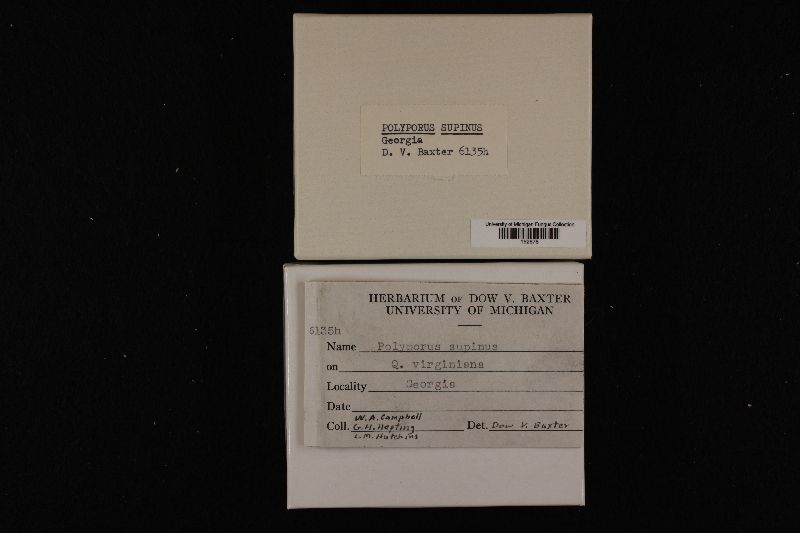 POLYPORUS SUPINUS
Georgia
D. V. Baxter 6135h
University of Michigan Fungus Collection
HERBARIUM OF DOW V. BAXTER
UNIVERSITY OF MICHIGAN
6135h
Name Polyporus supinus
on Q. virginiana
Locality Georgia
Date
W. A. Campbell
Coll. G. H. Hepting Det. Dow V. Baxter
L. M. Hutchins